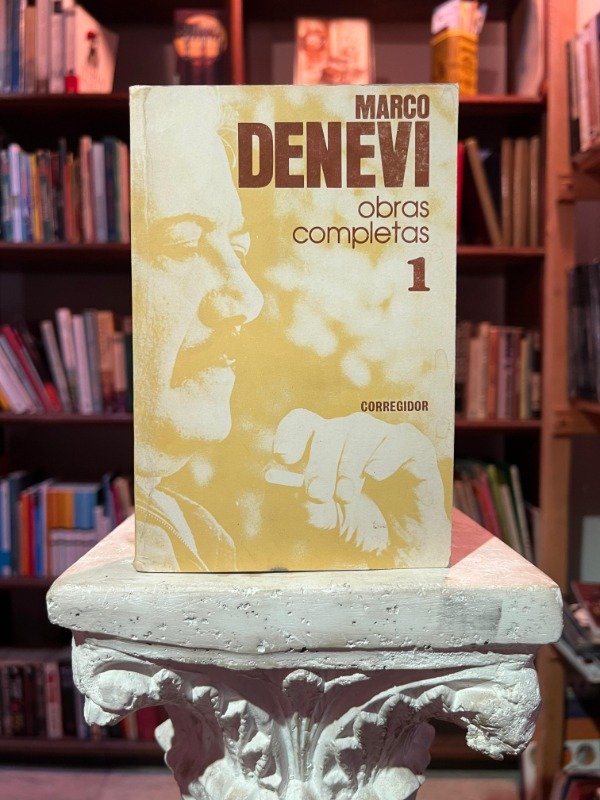 MARCO
DENEVI
obras
completas
1
CORREGIDOR